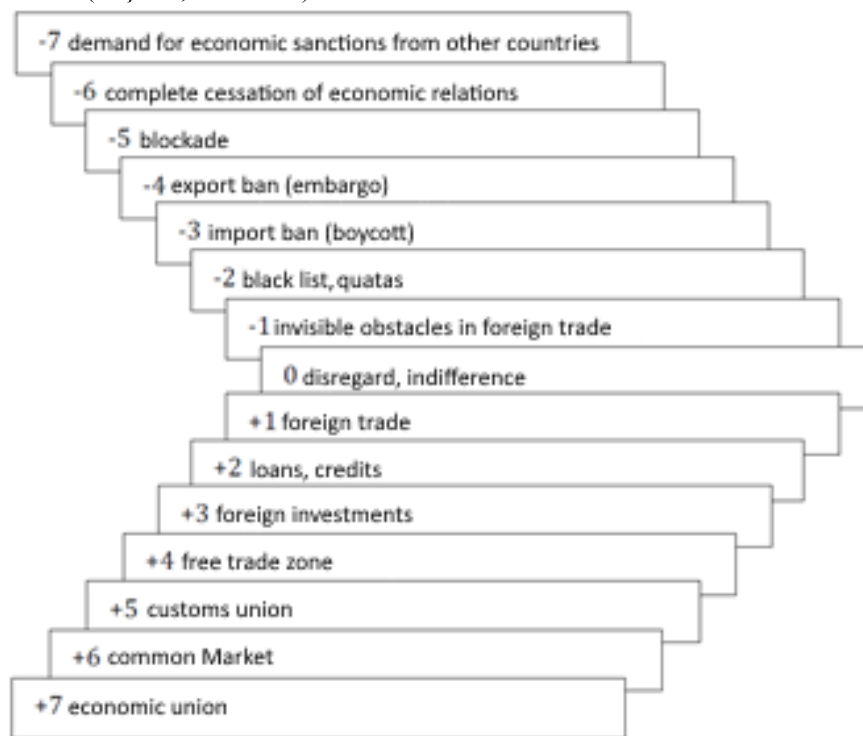 -7 demand for economic sanctions from other countries
-6 complete cessation of economic relations
-5 blockade
-4 export ban (embargo)
-3 import ban (boycott)
-2 black list, quatas
-1 invisible obstacles in foreign trade
0 disregard, indifference
+1 foreign trade
+2 loans, credits
+3 foreign investments
+4 free trade zone
+5 customs union
+6 common Market
+7 economic union